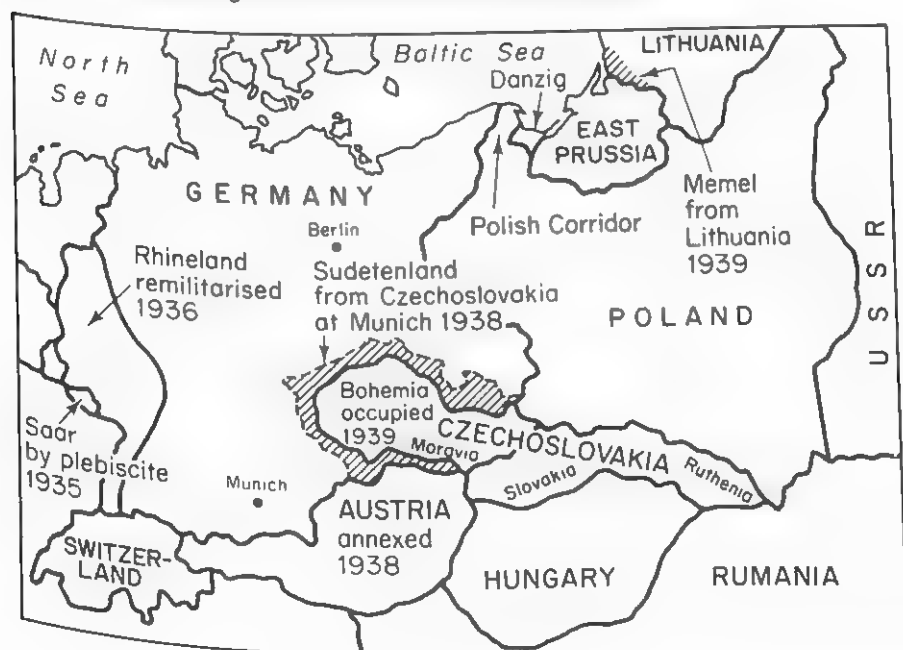 North
Sea
Baltic Sea
Danzig
LITHUANIA
EAST
PRUSSIA
GERMANY
Berlin
Polish Corridor
Memel
from
Lithuania
1939
USSR
Rhineland
remilitarised
1936
Sudetenland
from Czechoslovakia
at Munich 1938
POLAND
Saar
by plebiscite
1935
Bohemia
occupied
1939
Moravia
CZECHOSLOVAKIA
Slovakia
Ruthenia
Munich
AUSTRIA
annexed
1938
SWITZER-
LAND
HUNGARY
RUMANIA